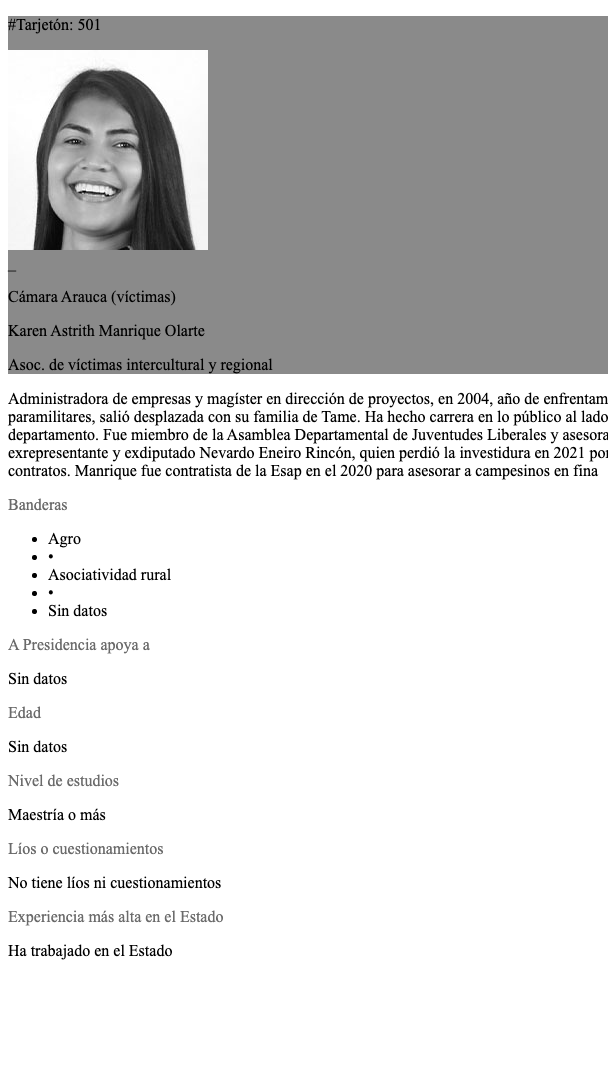 #Tarjetón: 501
_
Cámara Arauca (víctimas)
Karen Astrith Manrique Olarte
Asoc. de víctimas intercultural y regional
Administradora de empresas y magíster en dirección de proyectos, en 2004, año de enfrentam
paramilitares, salió desplazada con su familia de Tame. Ha hecho carrera en lo público al lado
departamento. Fue miembro de la Asamblea Departamental de Juventudes Liberales y asesora
exrepresentante y exdiputado Nevardo Eneiro Rincón, quien perdió la investidura en 2021 por
contratos. Manrique fue contratista de la Esap en el 2020 para asesorar a campesinos en fina
Banderas
• Agro
• •
• Asociatividad rural
• •
• Sin datos
A Presidencia apoya a
Sin datos
Edad
Sin datos
Nivel de estudios
Maestría o más
Líos o cuestionamientos
No tiene líos ni cuestionamientos
Experiencia más alta en el Estado
Ha trabajado en el Estado